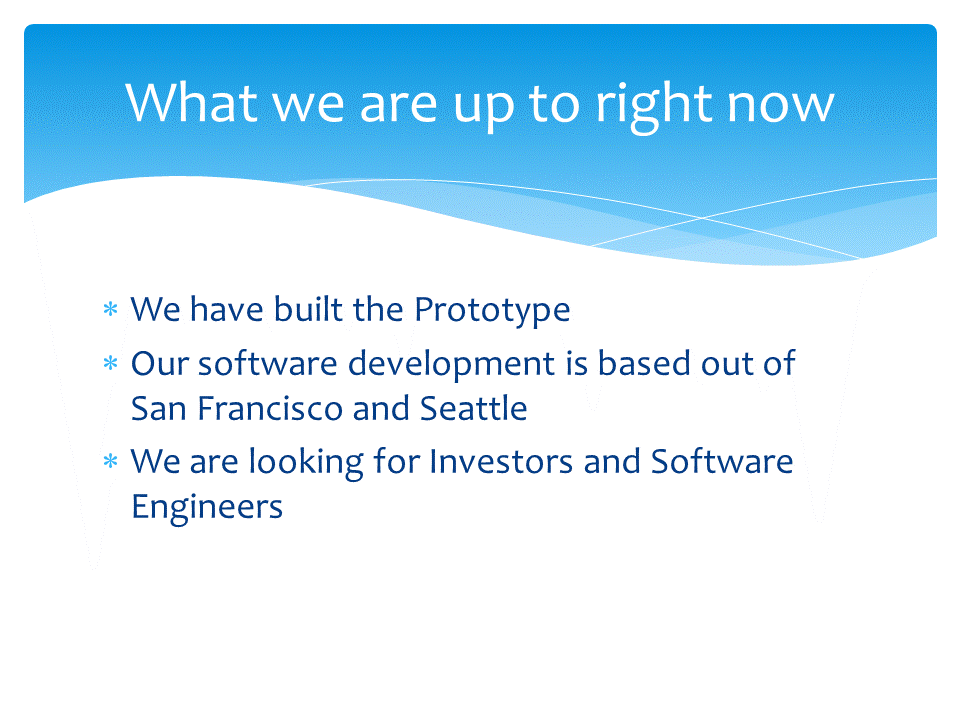 What we are up to right now
* We have built the Prototype
* Our software development is based out of
San Francisco and Seattle
* We are looking for Investors and Software
Engineers